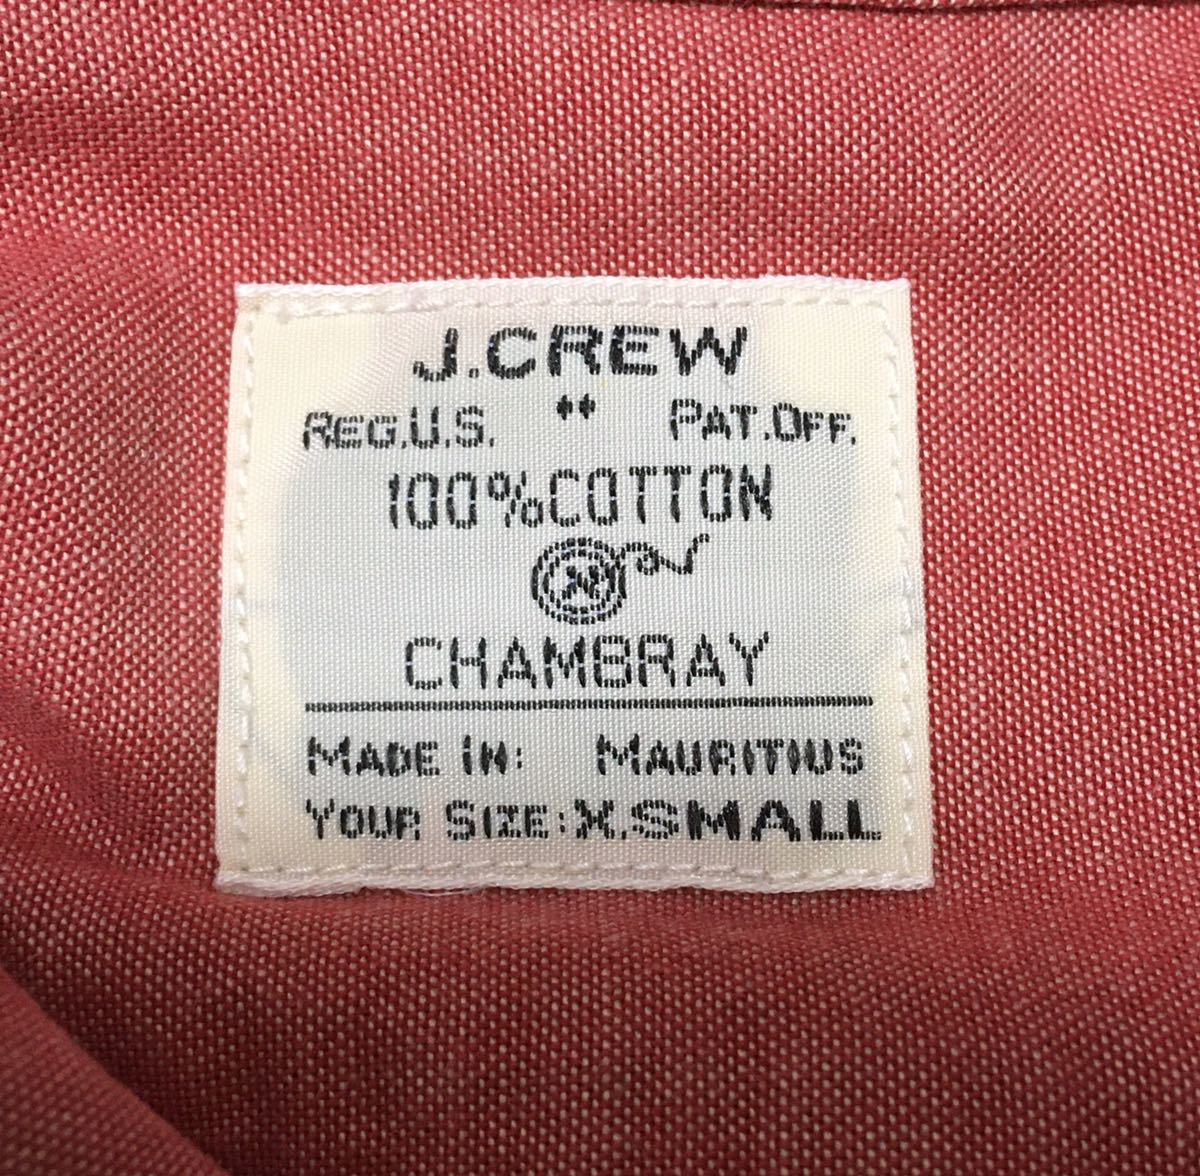 J.CREW
REG.U.S. " PAT.OFF.
100%COTTON
CHAMBRAY
MADE IN: MAURITIUS
YOUR SIZE:X.SMALL